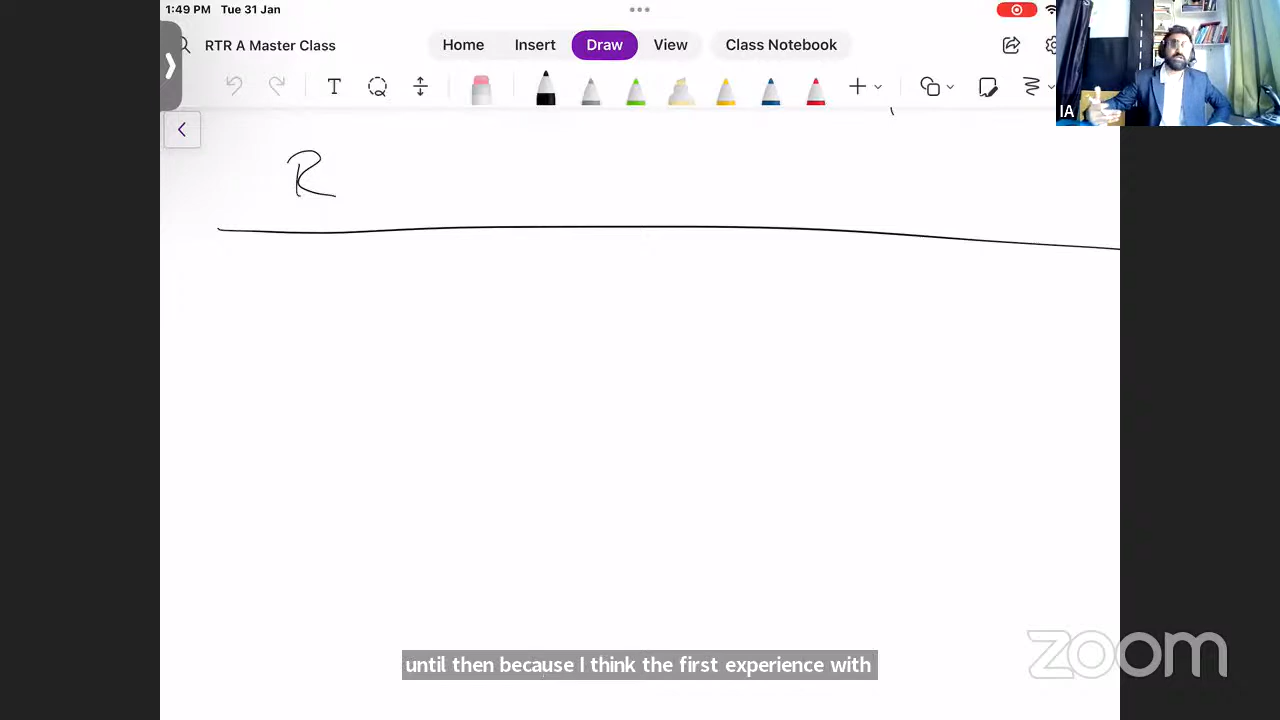 1:49 PM Tue 31 Jan
RTR A Master Class
Home Insert Draw View Class Notebook
T
IA
R
until then because I think the first experience with
zoom